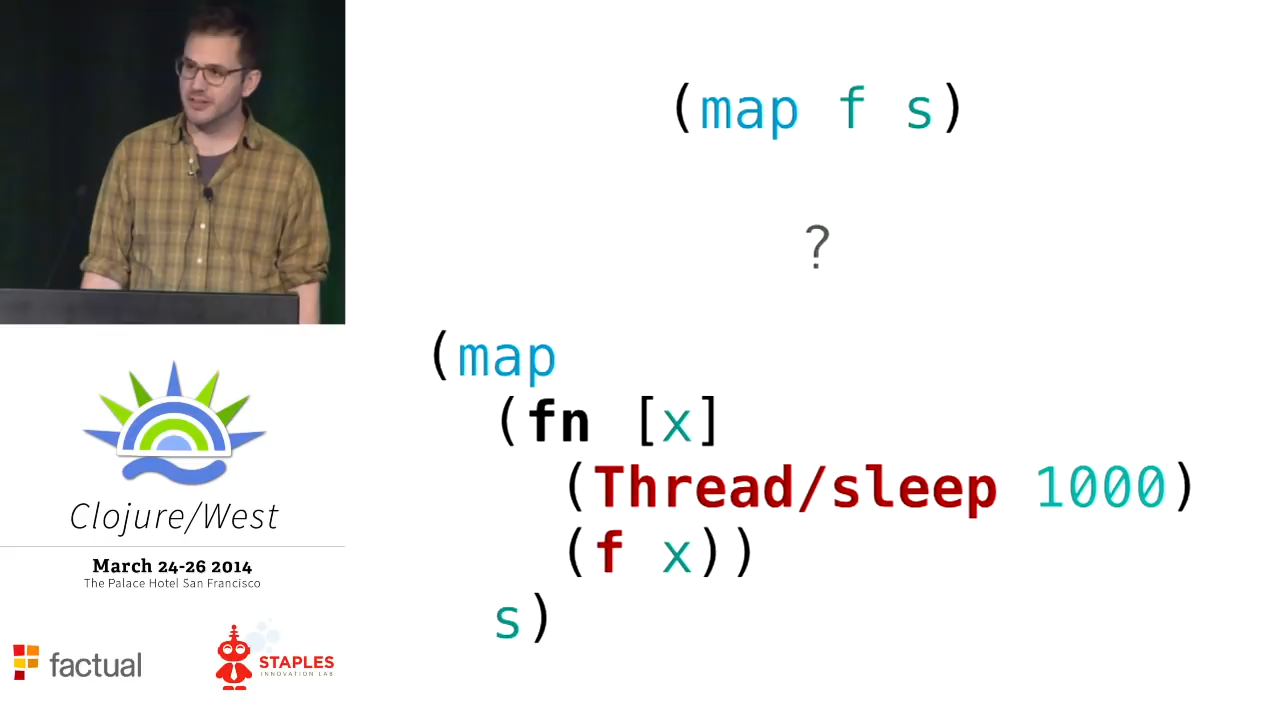 (map f s)
?
(map
(fn [x]
(Thread/sleep 1000)
(f x))
s)
Clojure/West
March 24-26 2014
The Palace Hotel San Francisco
factual
STAPLES
INNOVATION LAB